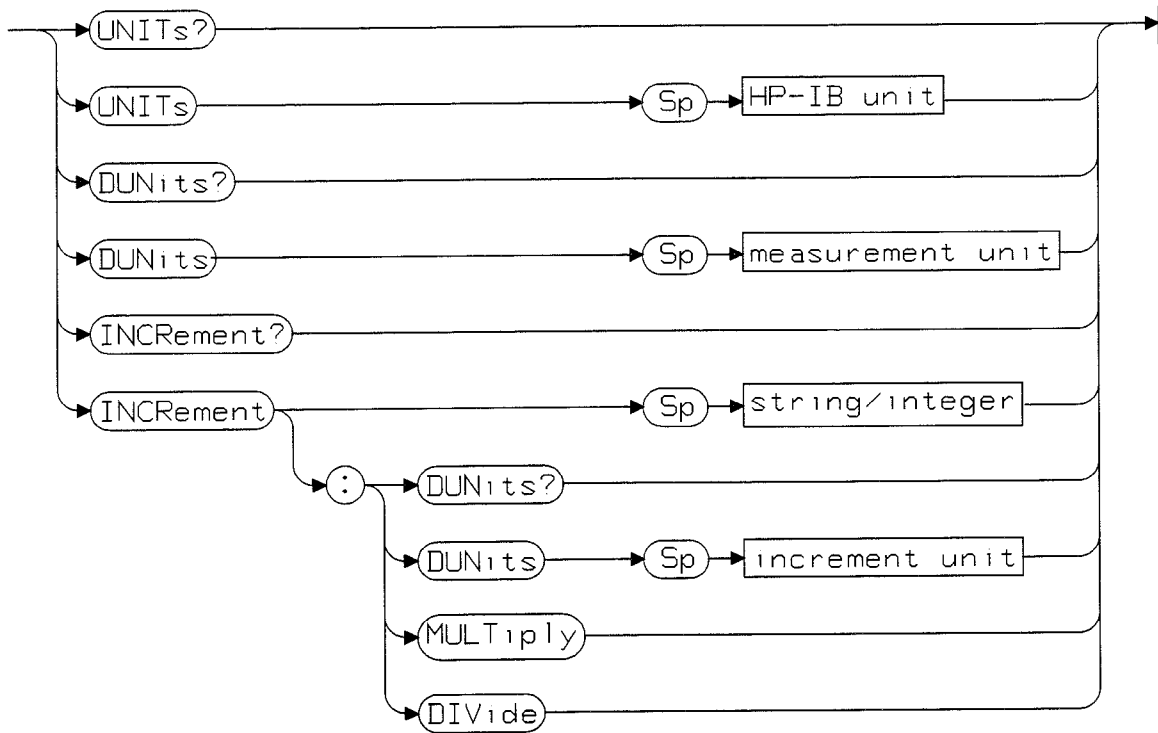 UNITs?
UNITs Sp HP-IB unit
DUNits?
DUNits Sp measurement unit
INCRement?
INCRement Sp string/integer
: DUNits?
DUNits Sp increment unit
MULTiply
DIVide